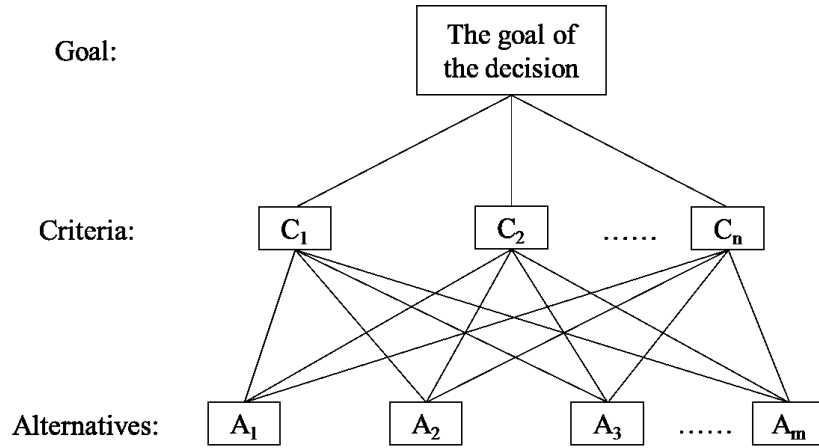 Goal:
The goal of
the decision
Criteria:
C₁
C₂
......
Cₙ
Alternatives:
A₁
A₂
A₃
......
Aₘ